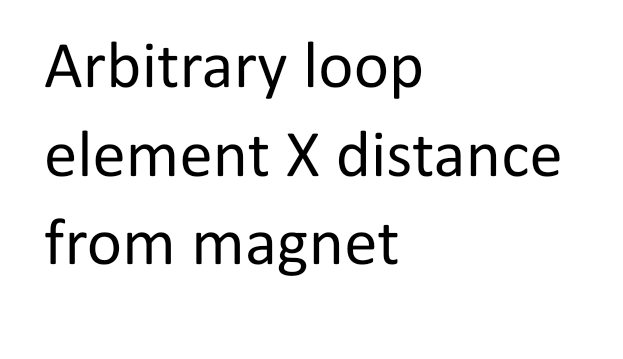 Arbitrary loop
element X distance
from magnet